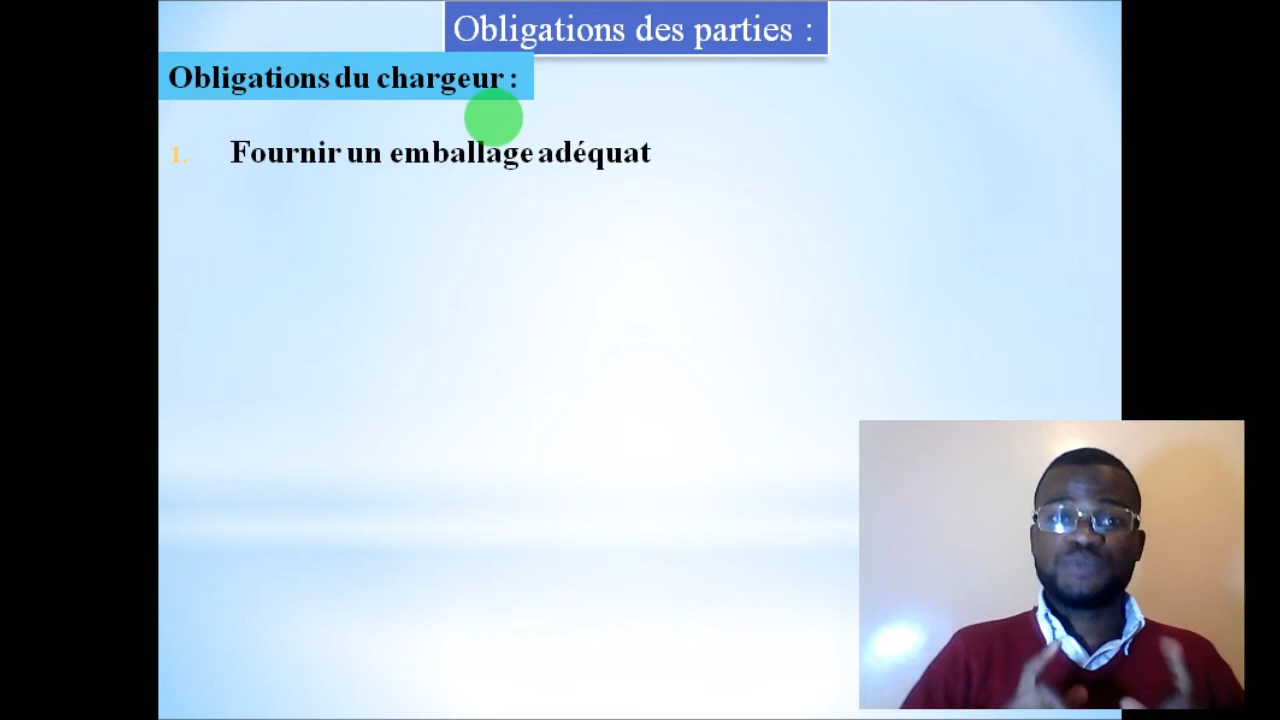 Obligations des parties :
Obligations du chargeur :
1. Fournir un emballage adéquat